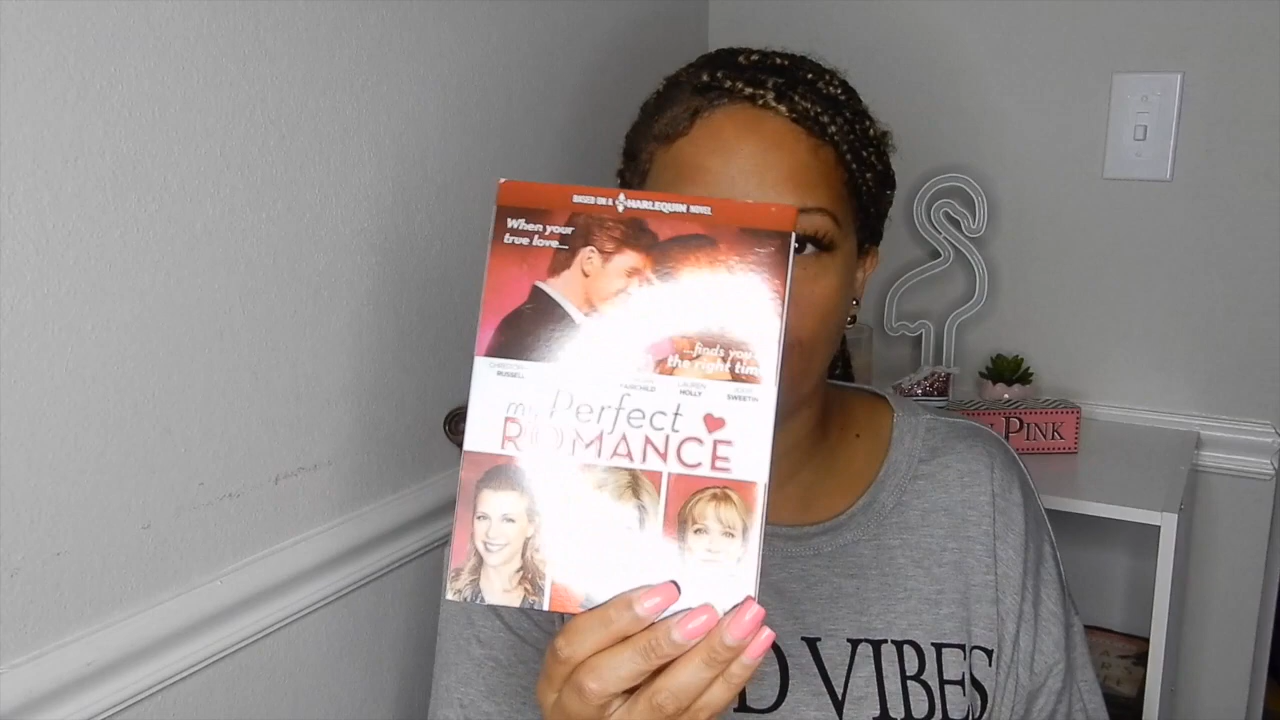 BASED ON A HARLEQUIN NOVEL
When your
true love...
...finds you
the right tim
RUSSELL
FAIRCHILD
LAUREN
HOLLY
SWEETIN
my Perfect
ROMANCE
PINK
D VIBES